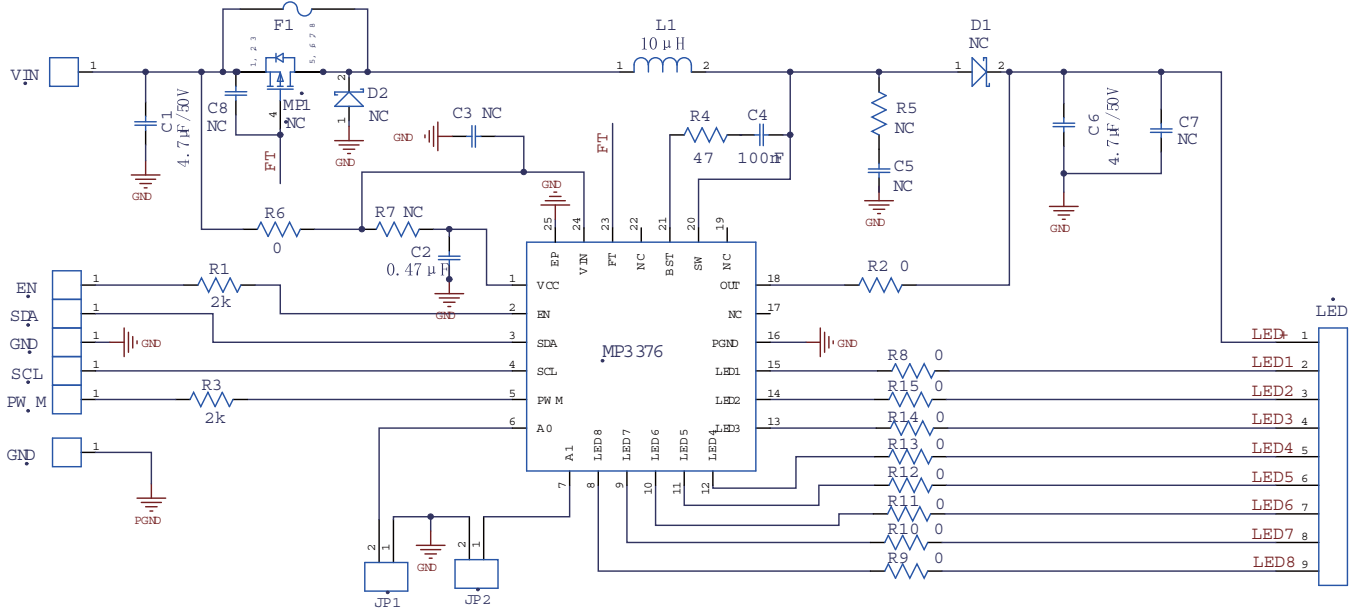 F1
1, 2 3
5, 6 7 8
L1
10μH
D1
NC
VIN
1
1
2
1
2
C1
4.7μF/50V
C8
NC
MP1
NC
4
FT
2
1
D2
NC
GND
GND
C3 NC
GND
FT
R4
47
C4
100nF
R5
NC
C5
NC
GND
C6
4.7μF/50V
C7
NC
GND
R6
0
R7 NC
C2
0.47μF
GND
GND
25
24
23
22
21
20
19
EP
VIN
FT
NC
BST
SW
NC
EN
1
R1
2k
SDA
1
GND
1
GND
SCL
1
PWM
1
R3
2k
GND
1
PGND
1
VCC
2
EN
3
SDA
4
SCL
5
PWM
6
A0
MP3376
OUT
18
NC
17
PGND
16
GND
LED1
15
LED2
14
LED3
13
A1
LED8
LED7
LED6
LED5
LED4
7
8
9
10
11
12
R2 0
R8 0
R15 0
R14 0
R13 0
R12 0
R11 0
R10 0
R9 0
LED
LED+
1
LED1
2
LED2
3
LED3
4
LED4
5
LED5
6
LED6
7
LED7
8
LED8
9
2
1
GND
2
1
JP1
JP2